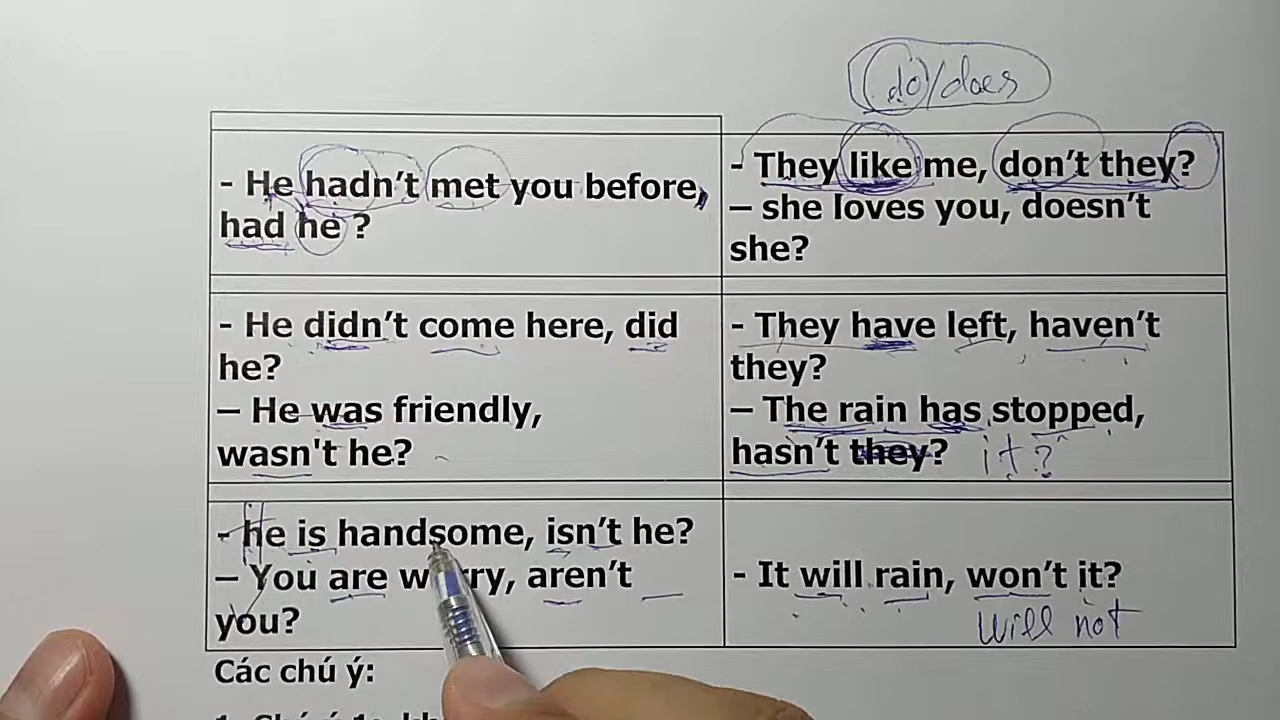 do/does
- He hadn't met you before,
had he ?
- They like me, don't they?
– she loves you, doesn't
she?
- He didn't come here, did
he?
– He was friendly,
wasn't he?
- They have left, haven't
they?
– The rain has stopped,
hasn't they? it?
- he is handsome, isn't he?
– You are worry, aren't
you?
- It will rain, won't it?
will not
Các chú ý: